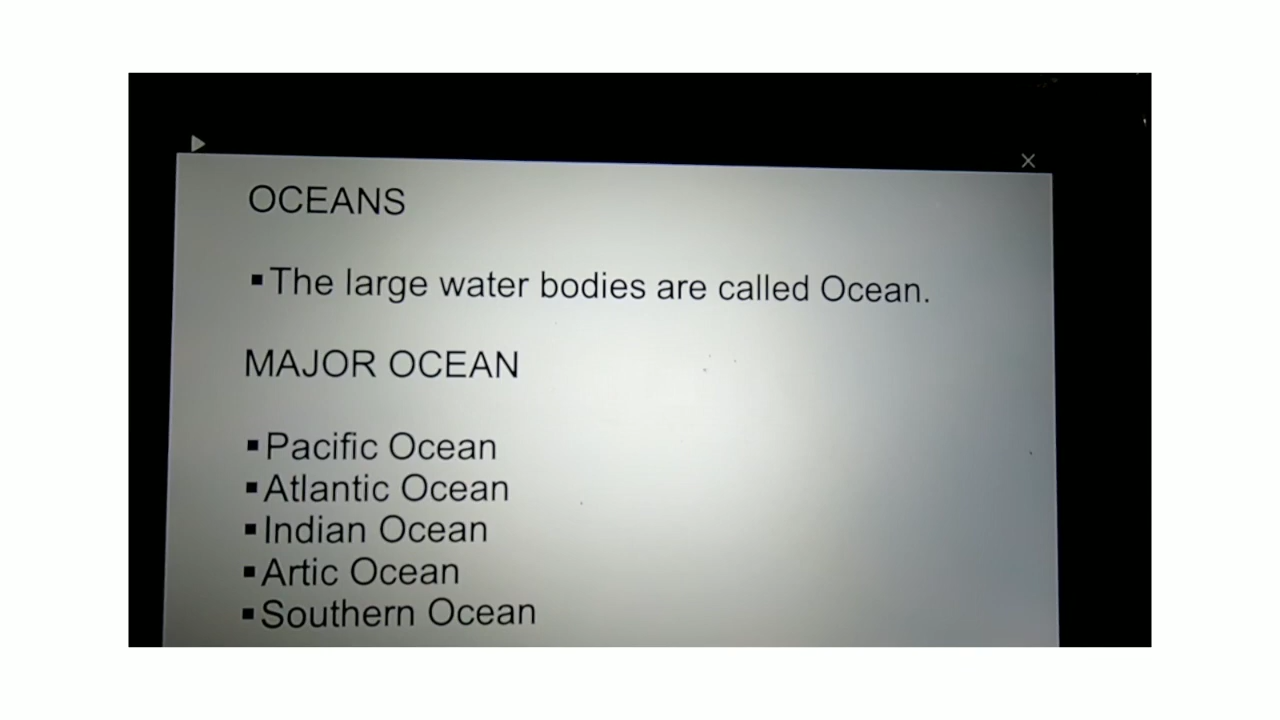 OCEANS
▪The large water bodies are called Ocean.
MAJOR OCEAN
▪Pacific Ocean
▪Atlantic Ocean
▪Indian Ocean
▪Artic Ocean
▪Southern Ocean